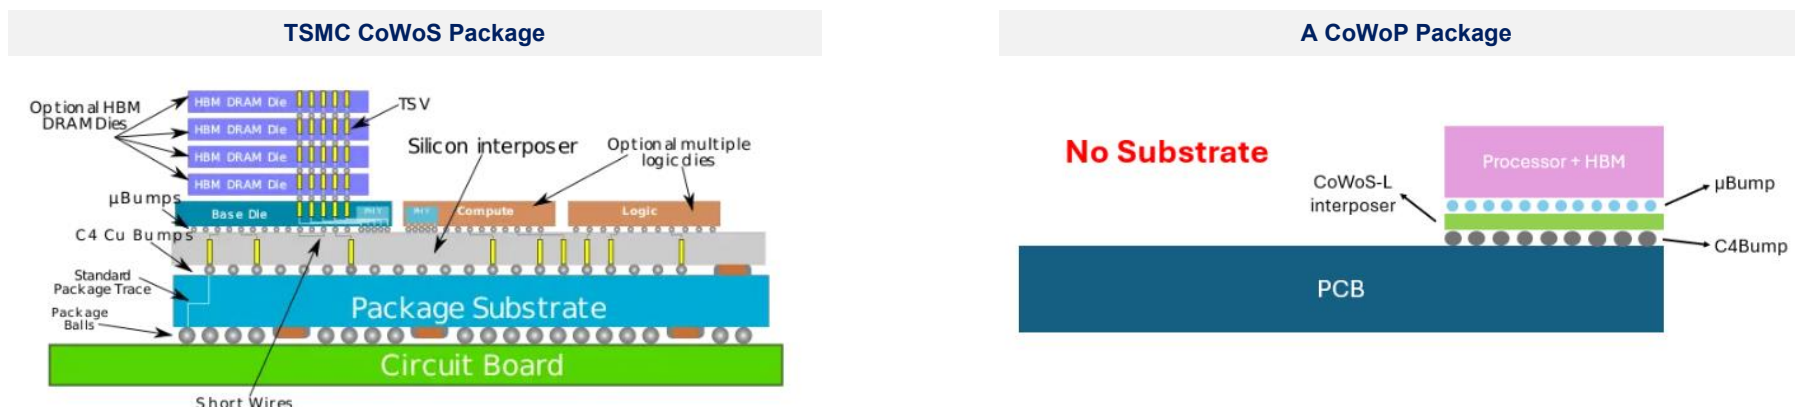 TSMC CoWoS Package
Optional HBM
DRAM Dies
HBM DRAM Die
HBM DRAM Die
HBM DRAM Die
HBM DRAM Die
TSV
Silicon interposer
Optional multiple
logic dies
µBumps
Base Die
PHY
PHY
Compute
Logic
C4 Cu Bumps
Standard
Package Trace
Package Substrate
Package
Balls
Circuit Board
Short Wires
A CoWoP Package
No Substrate
Processor + HBM
CoWoS-L
interposer
µBump
C4Bump
PCB